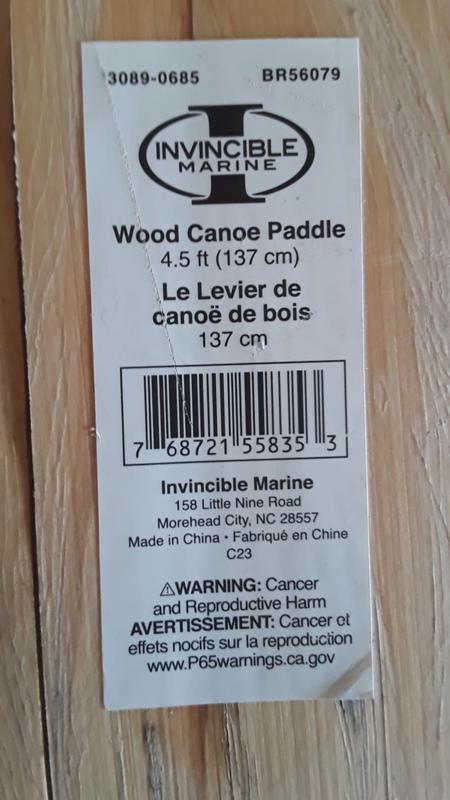 3089-0685 BR56079
I
INVINCIBLE
MARINE
Wood Canoe Paddle
4.5 ft (137 cm)
Le Levier de
canoë de bois
137 cm
7 68721 55835 3
Invincible Marine
158 Little Nine Road
Morehead City, NC 28557
Made in China • Fabriqué en Chine
C23
⚠WARNING: Cancer
and Reproductive Harm
AVERTISSEMENT: Cancer et
effets nocifs sur la reproduction
www.P65warnings.ca.gov